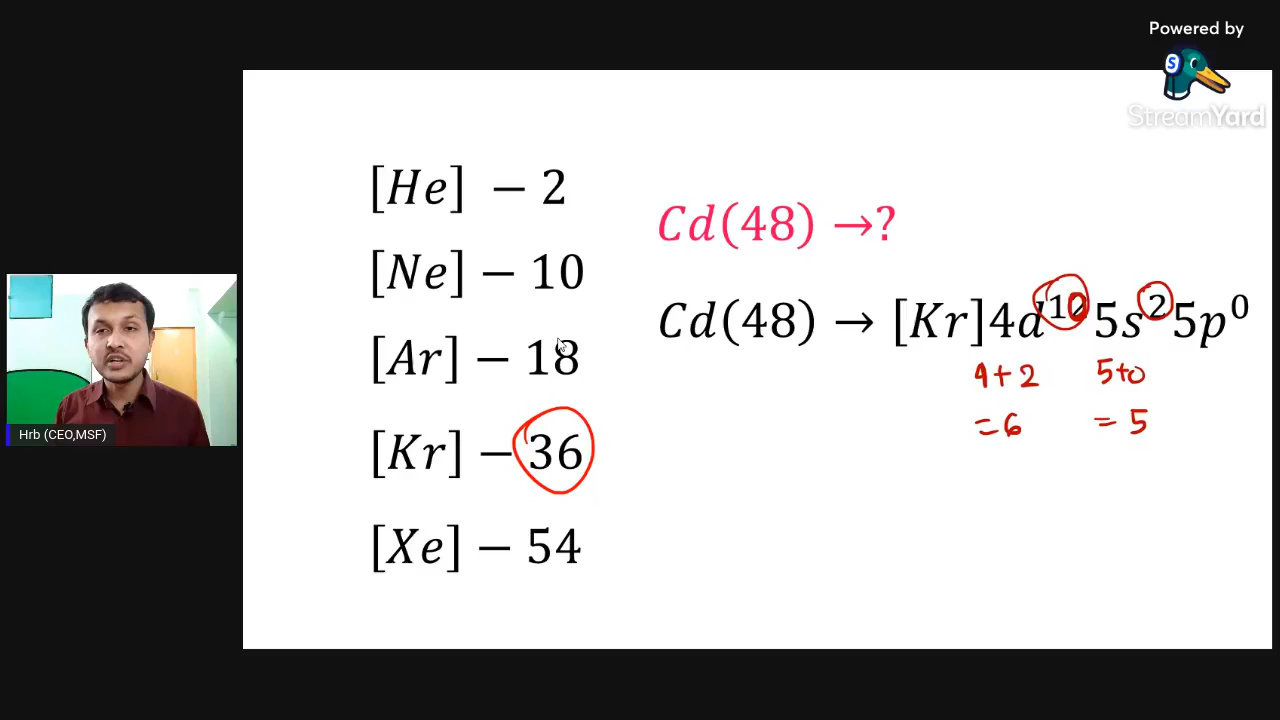 Powered by
StreamYard
[He] − 2
[Ne] − 10
[Ar] − 18
[Kr] − 36
[Xe] − 54
Cd(48) →?
Cd(48) → [Kr]4d¹⁰5s²5p⁰
4+2 5+0
=6 =5
Hrb (CEO,MSF)